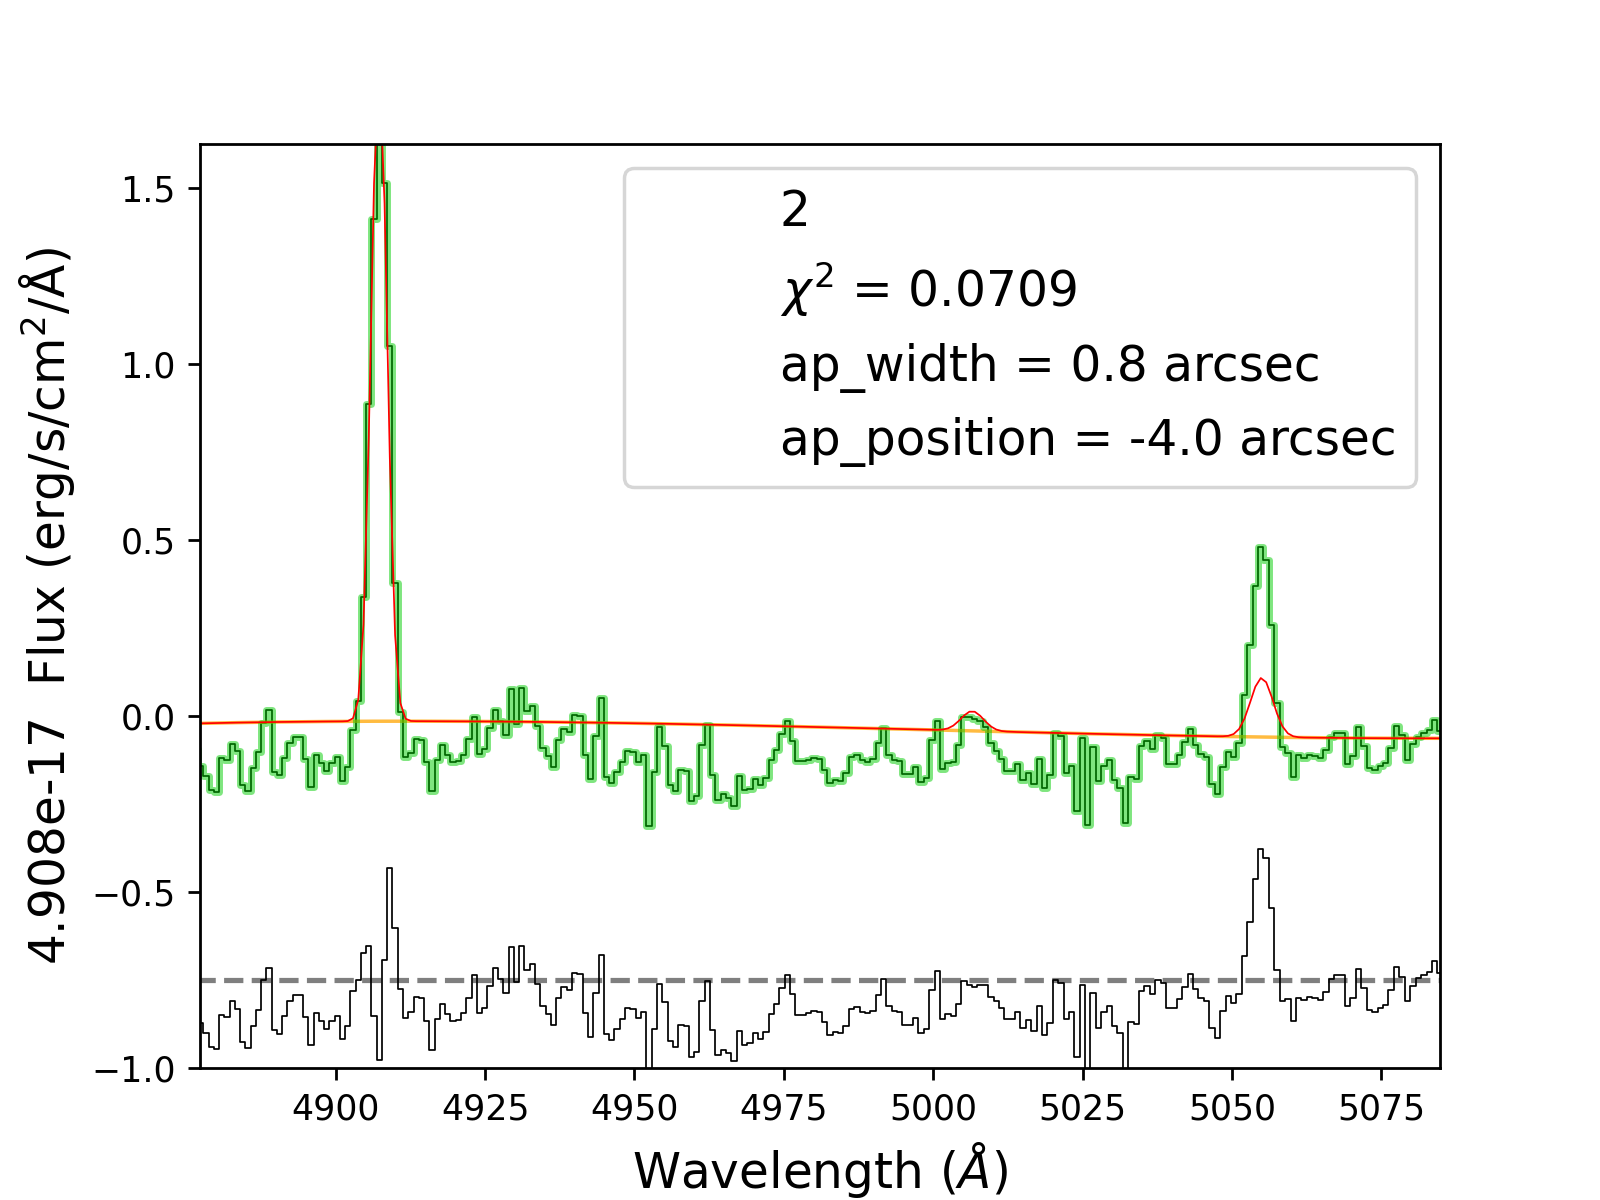 2
χ² = 0.0709
ap_width = 0.8 arcsec
ap_position = -4.0 arcsec
4.908e-17 Flux (erg/s/cm²/Å)
1.5
1.0
0.5
0.0
−0.5
−1.0
4900 4925 4950 4975 5000 5025 5050 5075
Wavelength (Å)